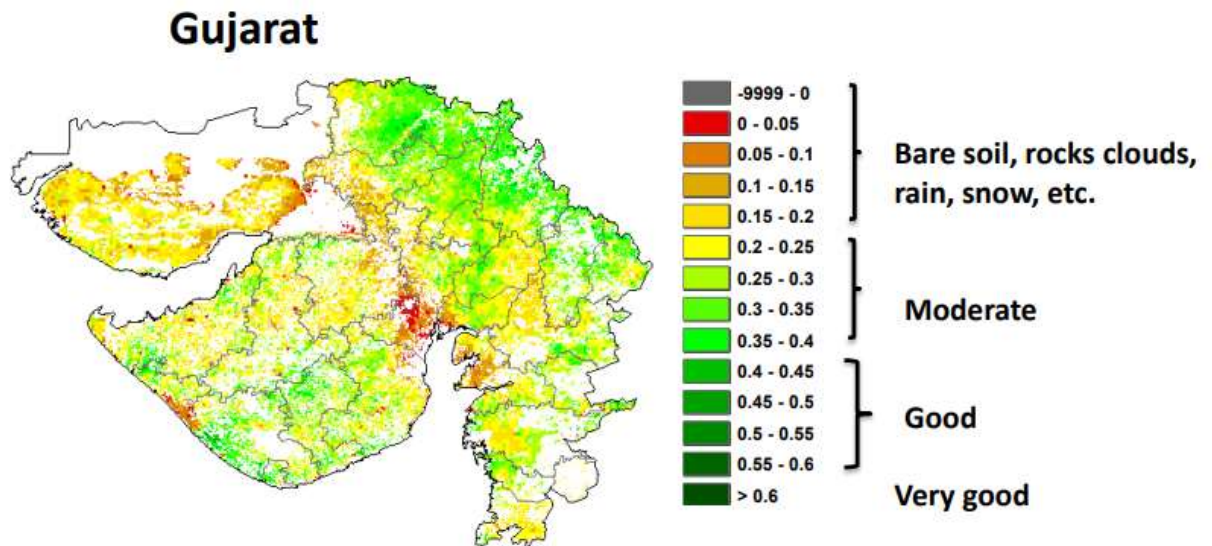 Gujarat
-9999 - 0
0 - 0.05
0.05 - 0.1
0.1 - 0.15
0.15 - 0.2
0.2 - 0.25
0.25 - 0.3
0.3 - 0.35
0.35 - 0.4
0.4 - 0.45
0.45 - 0.5
0.5 - 0.55
0.55 - 0.6
> 0.6
Bare soil, rocks clouds,
rain, snow, etc.
Moderate
Good
Very good